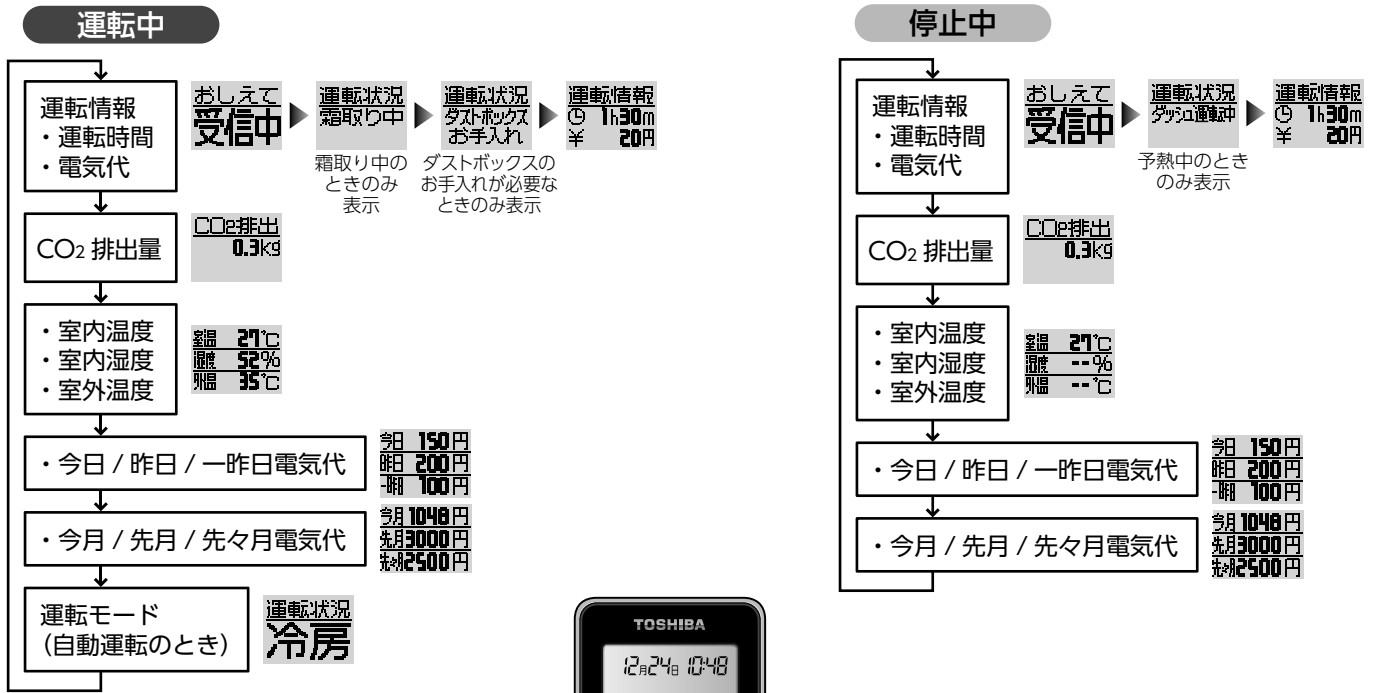 運転中
運転情報
・運転時間
・電気代
おしえて
受信中
運転状況
霜取り中
霜取り中の
ときのみ
表示
運転状況
ダストボックス
お手入れ
ダストボックスの
お手入れが必要な
ときのみ表示
運転情報
1h30m
¥ 20円
CO2 排出量
CO2排出
0.3kg
・室内温度
・室内湿度
・室外温度
室温 27℃
湿度 52%
外温 35℃
・今日 / 昨日 / 一昨日電気代
今日 150円
昨日 200円
一昨日 100円
・今月 / 先月 / 先々月電気代
今月1048円
先月3000円
先々月2500円
運転モード
(自動運転のとき)
運転状況
冷房
TOSHIBA
12月24日 10:48
停止中
運転情報
・運転時間
・電気代
おしえて
受信中
運転状況
ダッシュ運転中
予熱中のとき
のみ表示
運転情報
1h30m
¥ 20円
CO2 排出量
CO2排出
0.3kg
・室内温度
・室内湿度
・室外温度
室温 27℃
湿度 --%
外温 --℃
・今日 / 昨日 / 一昨日電気代
今日 150円
昨日 200円
一昨日 100円
・今月 / 先月 / 先々月電気代
今月1048円
先月3000円
先々月2500円